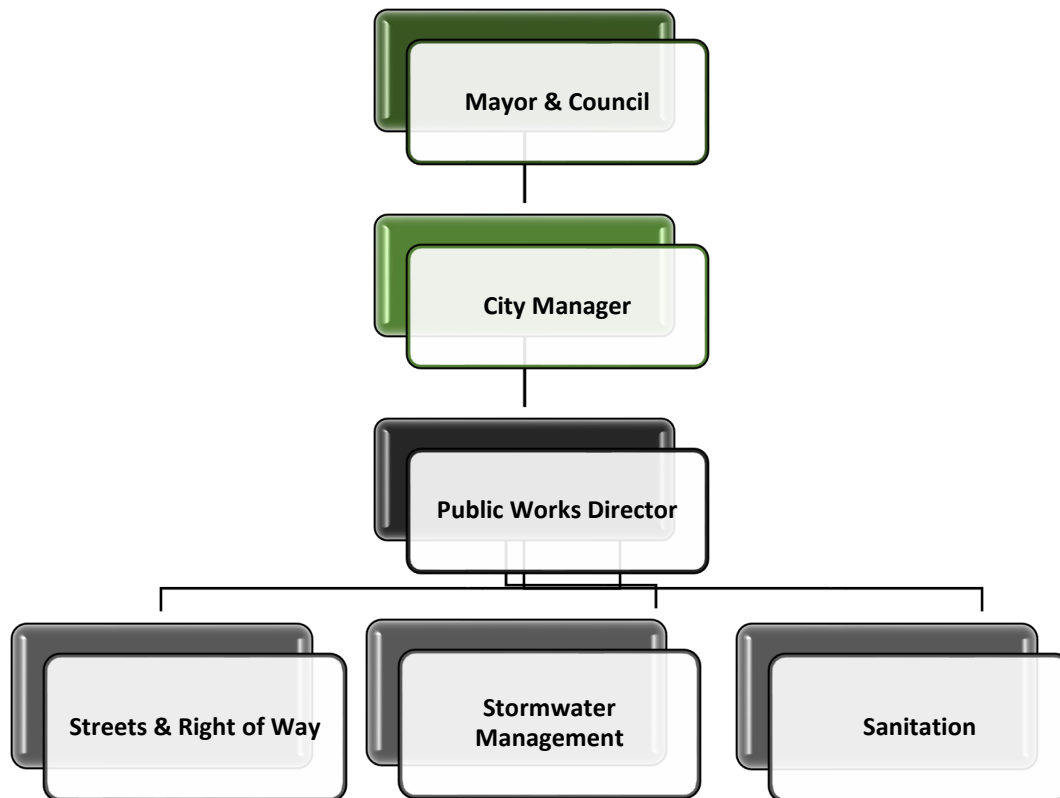 Mayor & Council
City Manager
Public Works Director
Streets & Right of Way
Stormwater
Management
Sanitation